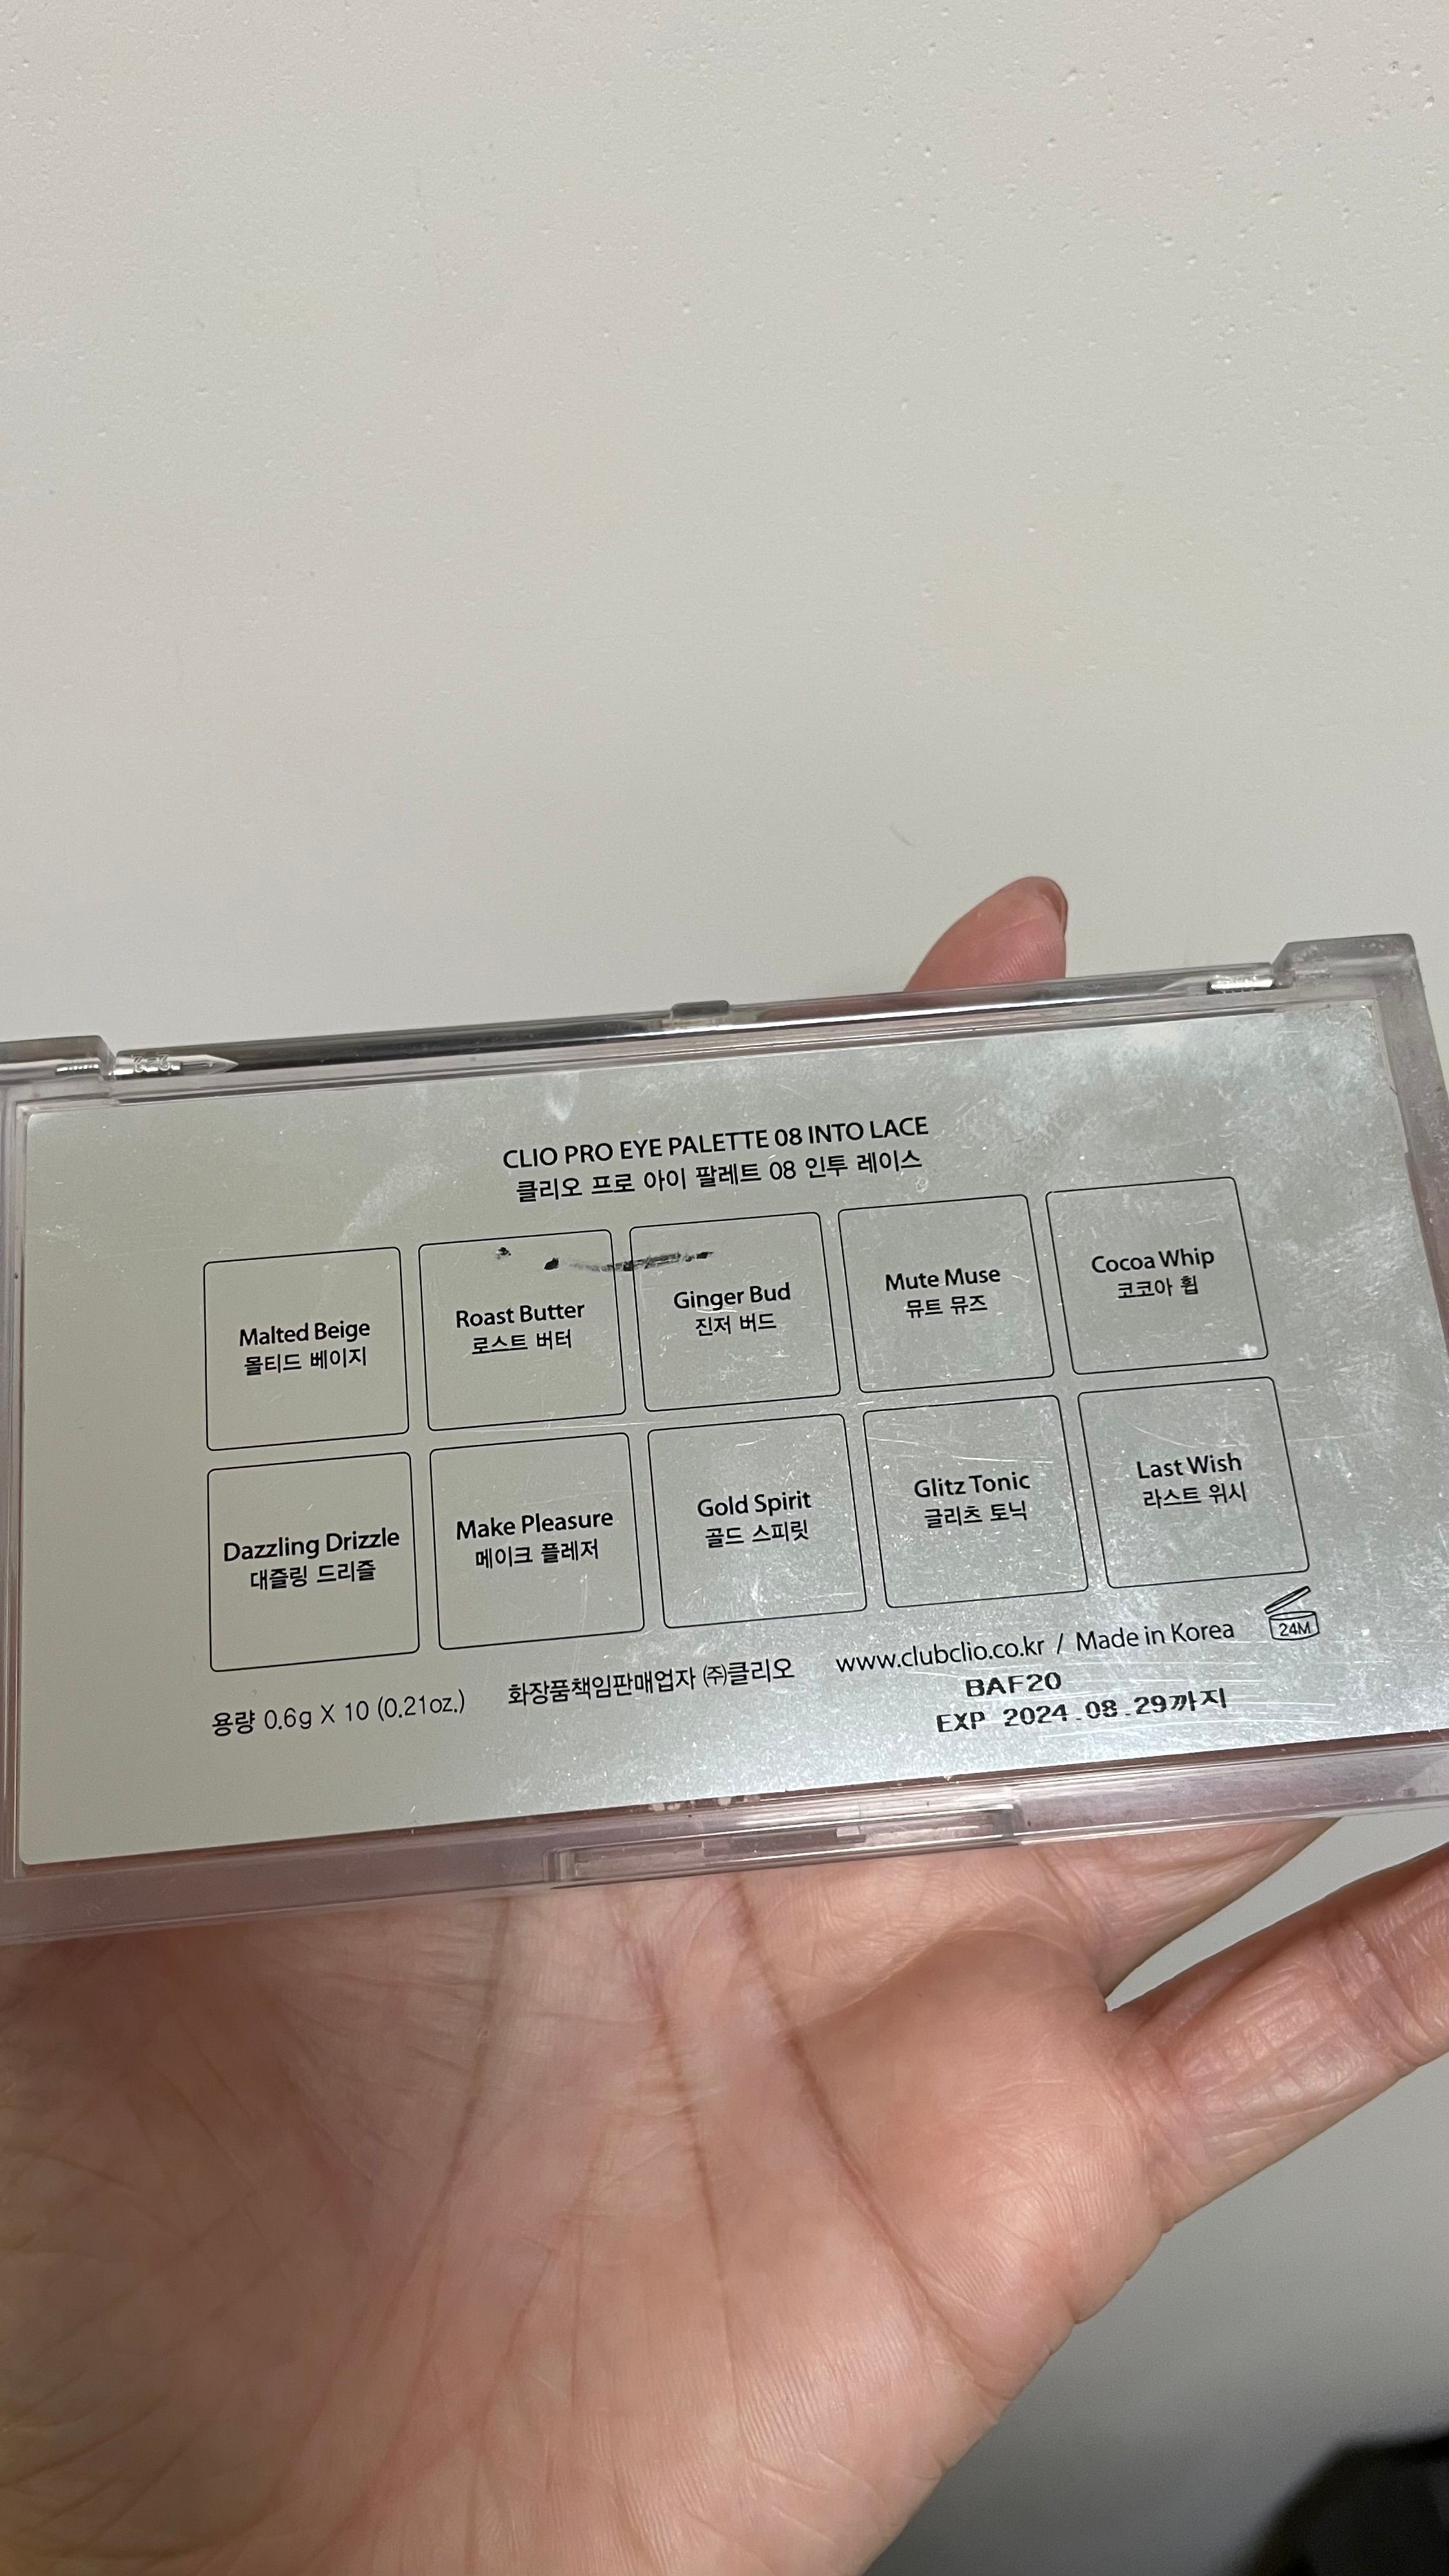 CLIO PRO EYE PALETTE 08 INTO LACE
클리오 프로 아이 팔레트 08 인투 레이스
Malted Beige
몰티드 베이지
Roast Butter
로스트 버터
Ginger Bud
진저 버드
Mute Muse
뮤트 뮤즈
Cocoa Whip
코코아 휩
Dazzling Drizzle
대즐링 드리즐
Make Pleasure
메이크 플레저
Gold Spirit
골드 스피릿
Glitz Tonic
글리츠 토닉
Last Wish
라스트 위시
용량 0.6g X 10 (0.21oz.) 화장품책임판매업자 ㈜클리오 www.clubclio.co.kr / Made in Korea 24M
BAF20
EXP 2024.08.29까지